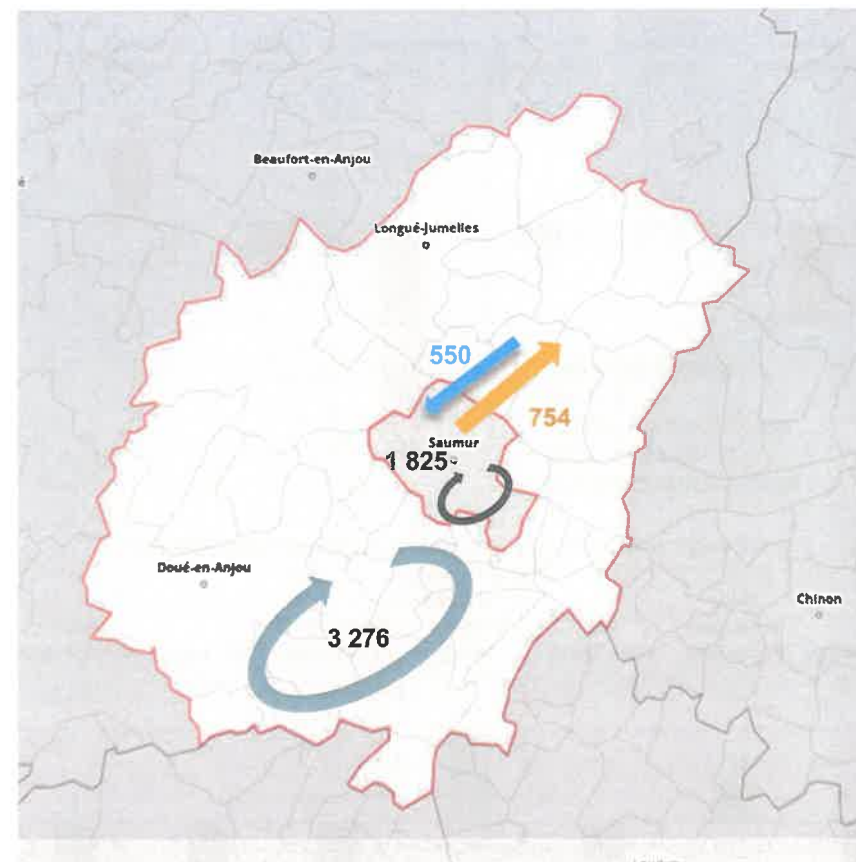 Beaufort-en-Anjou
Longué-Jumelles
550
754
Saumur
1 825
Doué-en-Anjou
Chinon
3 276